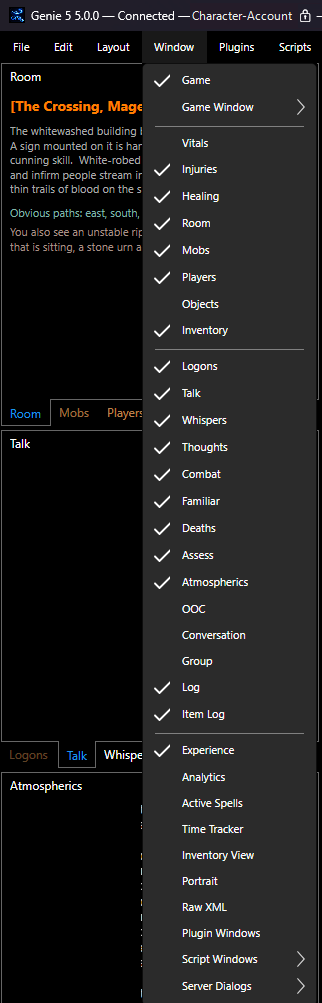 Genie 5 5.0.0 — Connected — Character-Account
File Edit Layout Window Plugins Scripts
Room
[The Crossing, Mage
The whitewashed building
A sign mounted on it is
cunning skill. White-robed
and infirm people stream
thin trails of blood on the
Obvious paths: east, south,
You also see an unstable
that is sitting, a stone urn
Room Mobs Players
Talk
Logons Talk Whispe
Atmospherics
Game
Game Window
Vitals
Injuries
Healing
Room
Mobs
Players
Objects
Inventory
Logons
Talk
Whispers
Thoughts
Combat
Familiar
Deaths
Assess
Atmospherics
OOC
Conversation
Group
Log
Item Log
Experience
Analytics
Active Spells
Time Tracker
Inventory View
Portrait
Raw XML
Plugin Windows
Script Windows
Server Dialogs